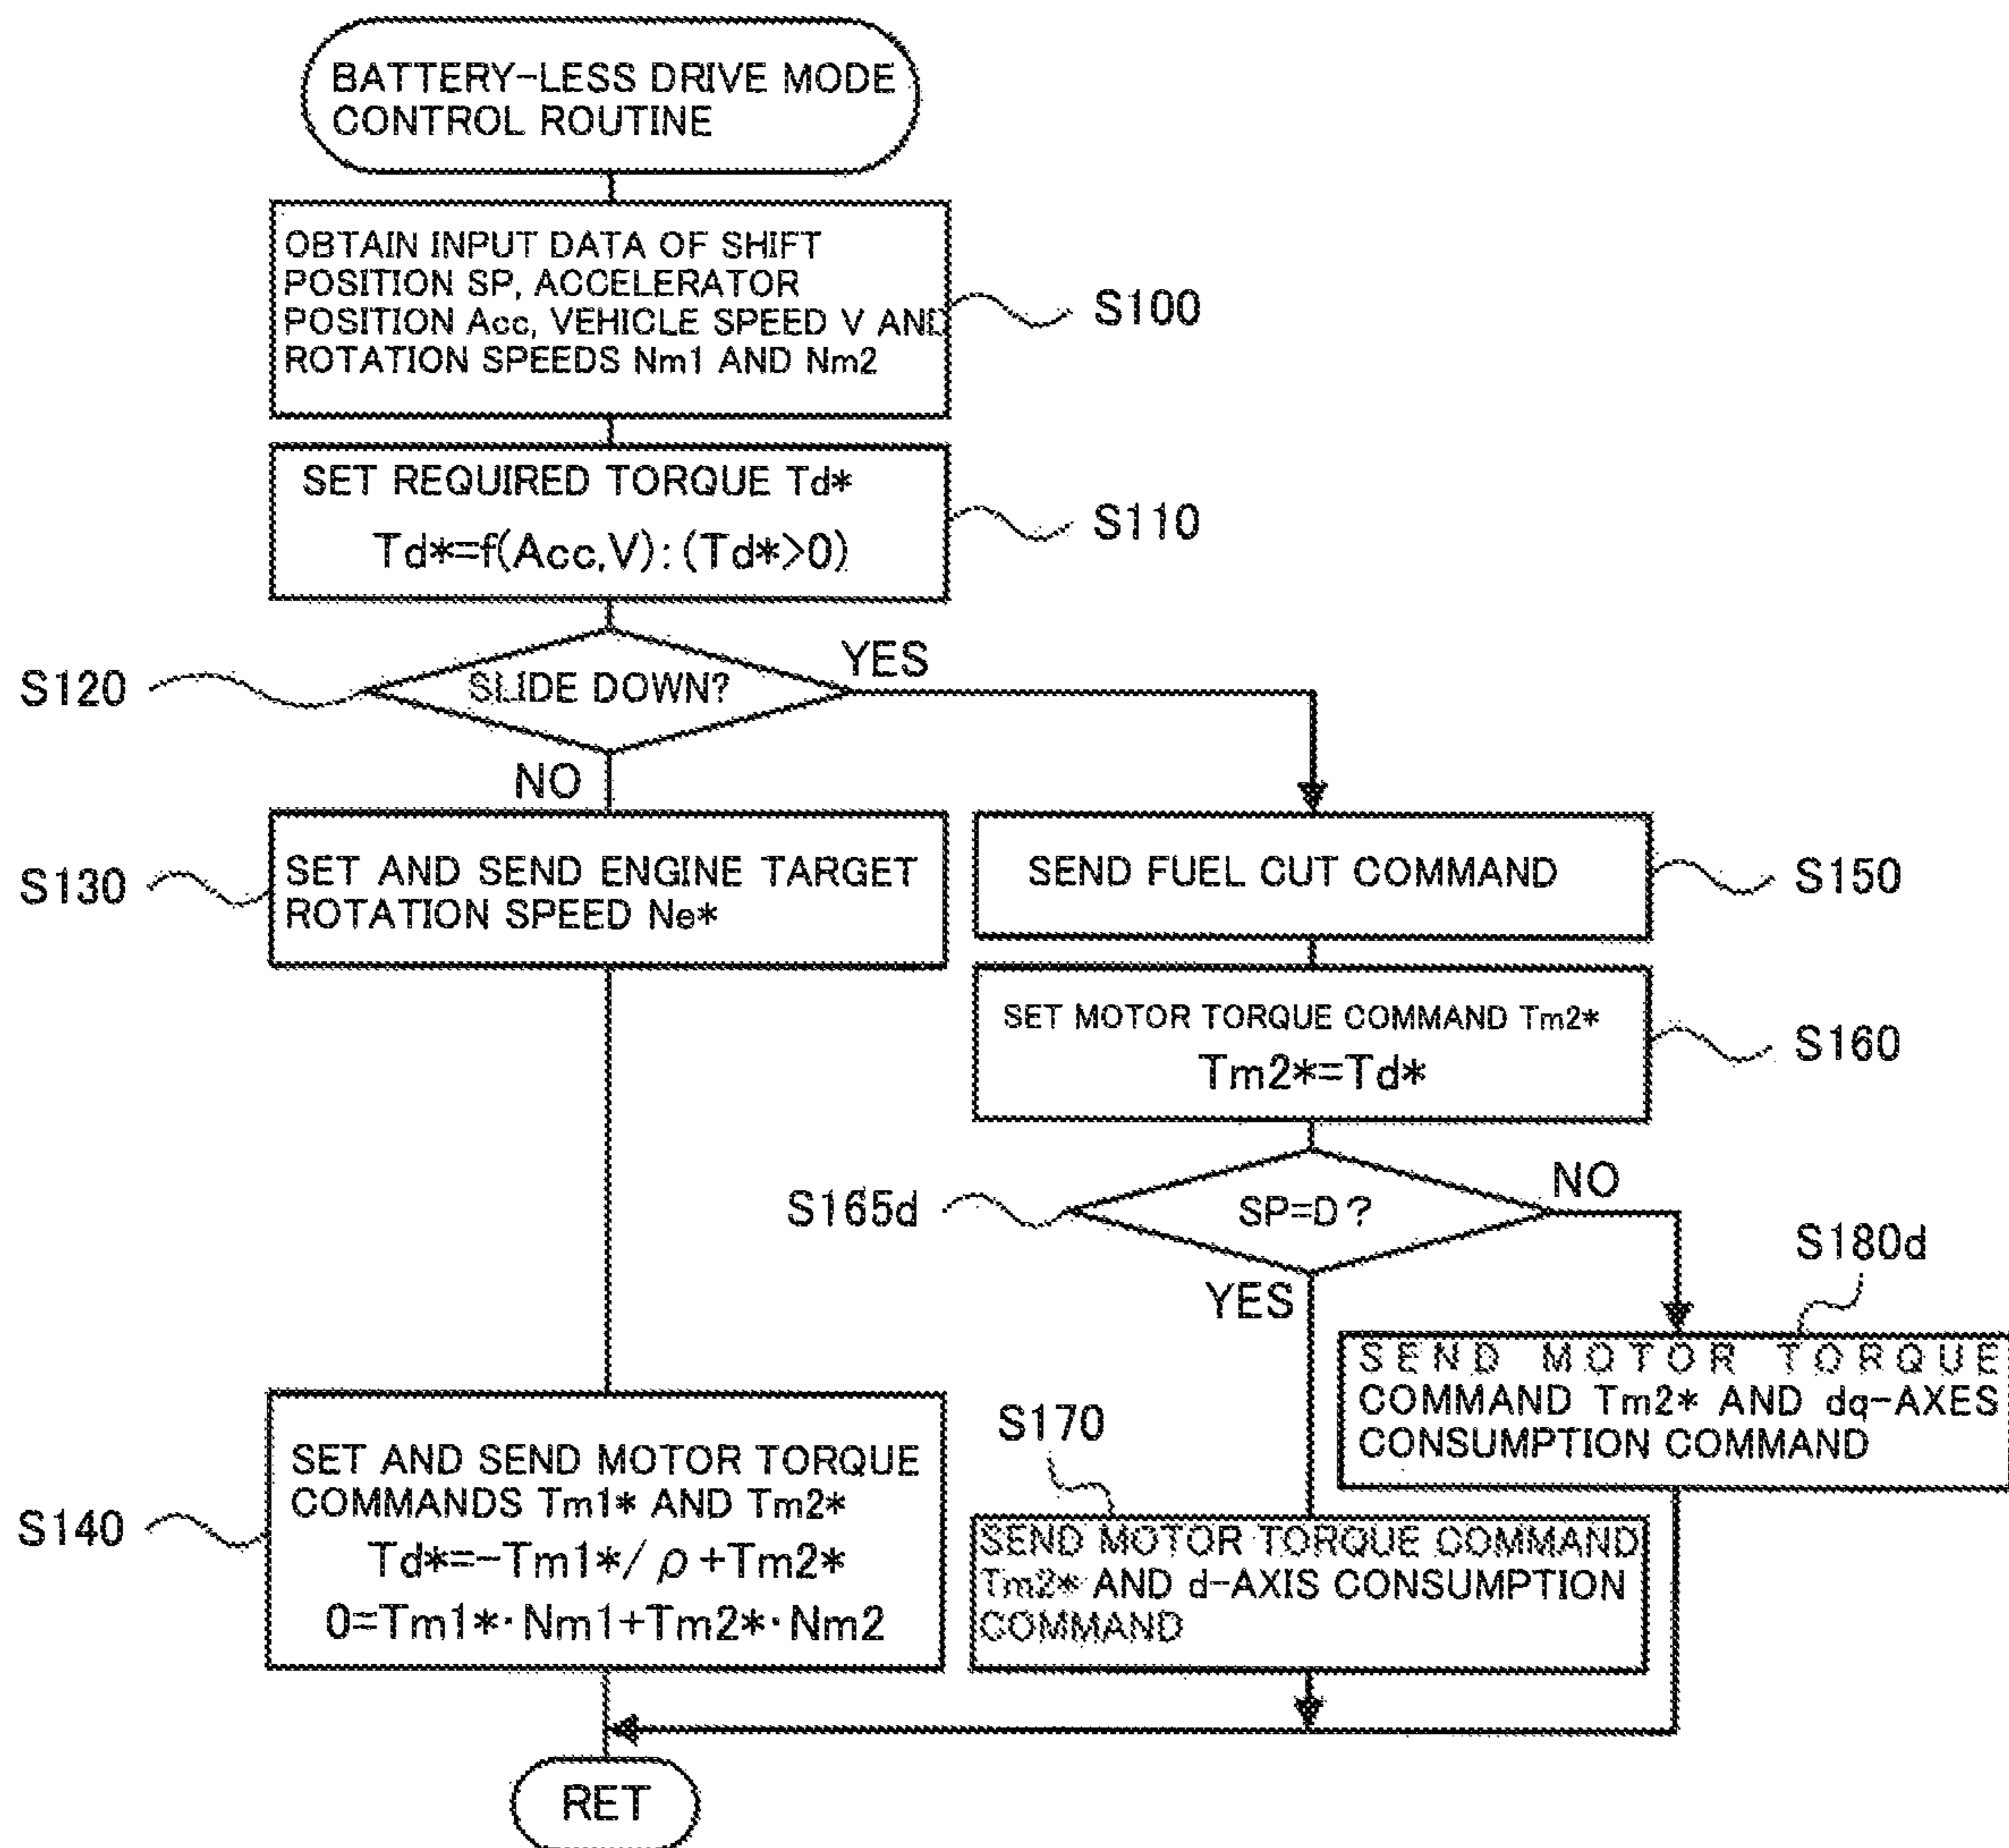 BATTERY-LESS DRIVE MODE
CONTROL ROUTINE
OBTAIN INPUT DATA OF SHIFT
POSITION SP, ACCELERATOR
POSITION Acc, VEHICLE SPEED V AND
ROTATION SPEEDS Nm1 AND Nm2
S100
SET REQUIRED TORQUE Td*
Td*=f(Acc,V):(Td*>0)
S110
S120
SLIDE DOWN?
YES
NO
S130
SET AND SEND ENGINE TARGET
ROTATION SPEED Ne*
SEND FUEL CUT COMMAND
S150
SET MOTOR TORQUE COMMAND Tm2*
Tm2*=Td*
S160
S165d
SP=D?
NO
YES
S180d
SEND MOTOR TORQUE
COMMAND Tm2* AND dq-AXES
CONSUMPTION COMMAND
S170
SEND MOTOR TORQUE COMMAND
Tm2* AND d-AXIS CONSUMPTION
COMMAND
S140
SET AND SEND MOTOR TORQUE
COMMANDS Tm1* AND Tm2*
Td*=-Tm1*/ρ+Tm2*
0=Tm1*·Nm1+Tm2*·Nm2
RET